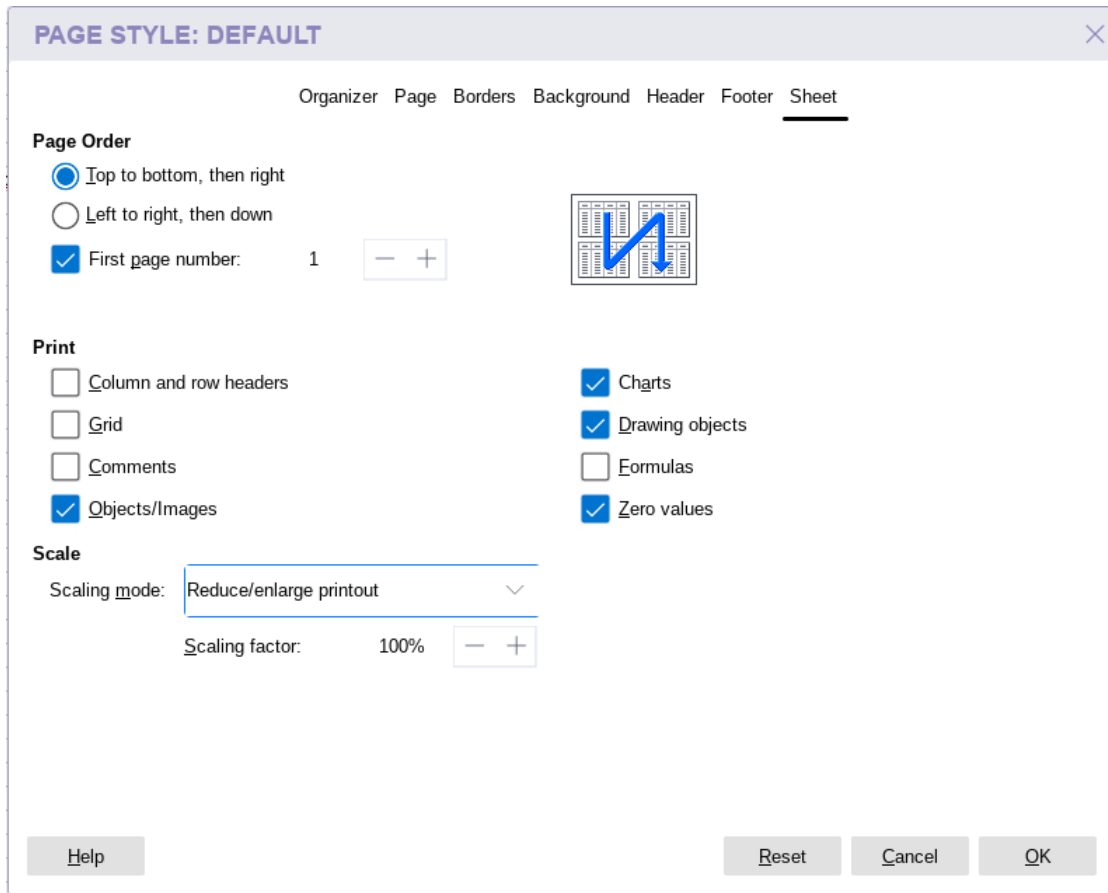 PAGE STYLE: DEFAULT
Organizer Page Borders Background Header Footer Sheet
Page Order
Top to bottom, then right
Left to right, then down
First page number: 1
Print
Column and row headers
Charts
Grid
Drawing objects
Comments
Formulas
Objects/Images
Zero values
Scale
Scaling mode: Reduce/enlarge printout
Scaling factor: 100%
Help Reset Cancel OK